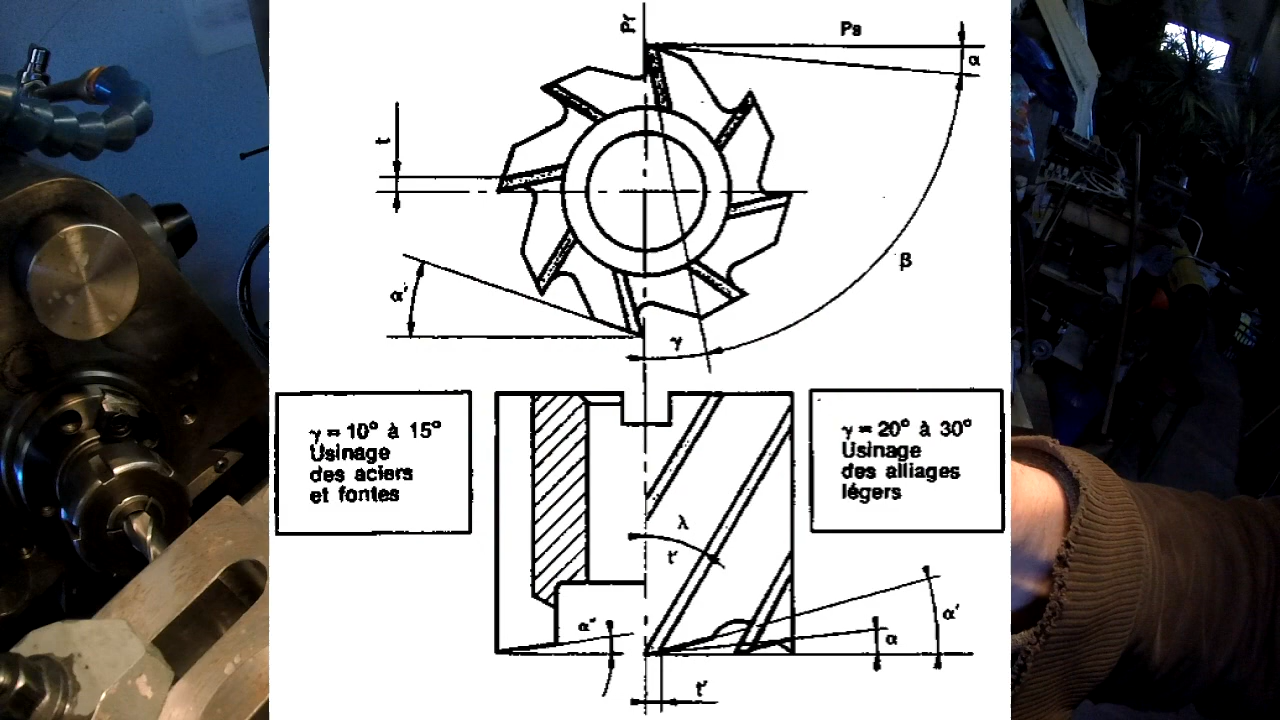 Pr
Ps
α
t
β
α'
γ
γ = 10° à 15°
Usinage
des aciers
et fontes
γ = 20° à 30°
Usinage
des alliages
légers
λ
t'
α''
α'
α
t'